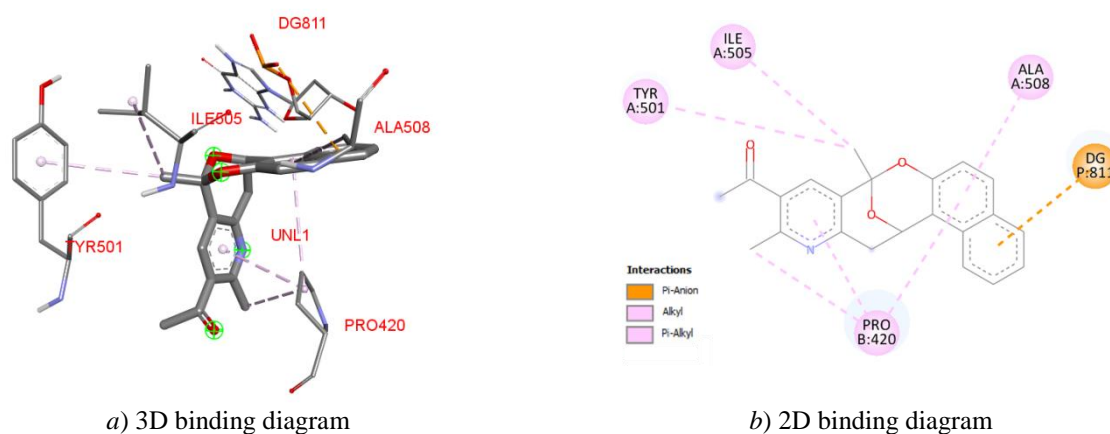 DG811
ILE505
ALA508
UNL1
TYR501
PRO420
a) 3D binding diagram
ILE
A:505
TYR
A:501
ALA
A:508
DG
P:811
O
O
O
N
PRO
B:420
Interactions
Pi-Anion
Alkyl
Pi-Alkyl
b) 2D binding diagram